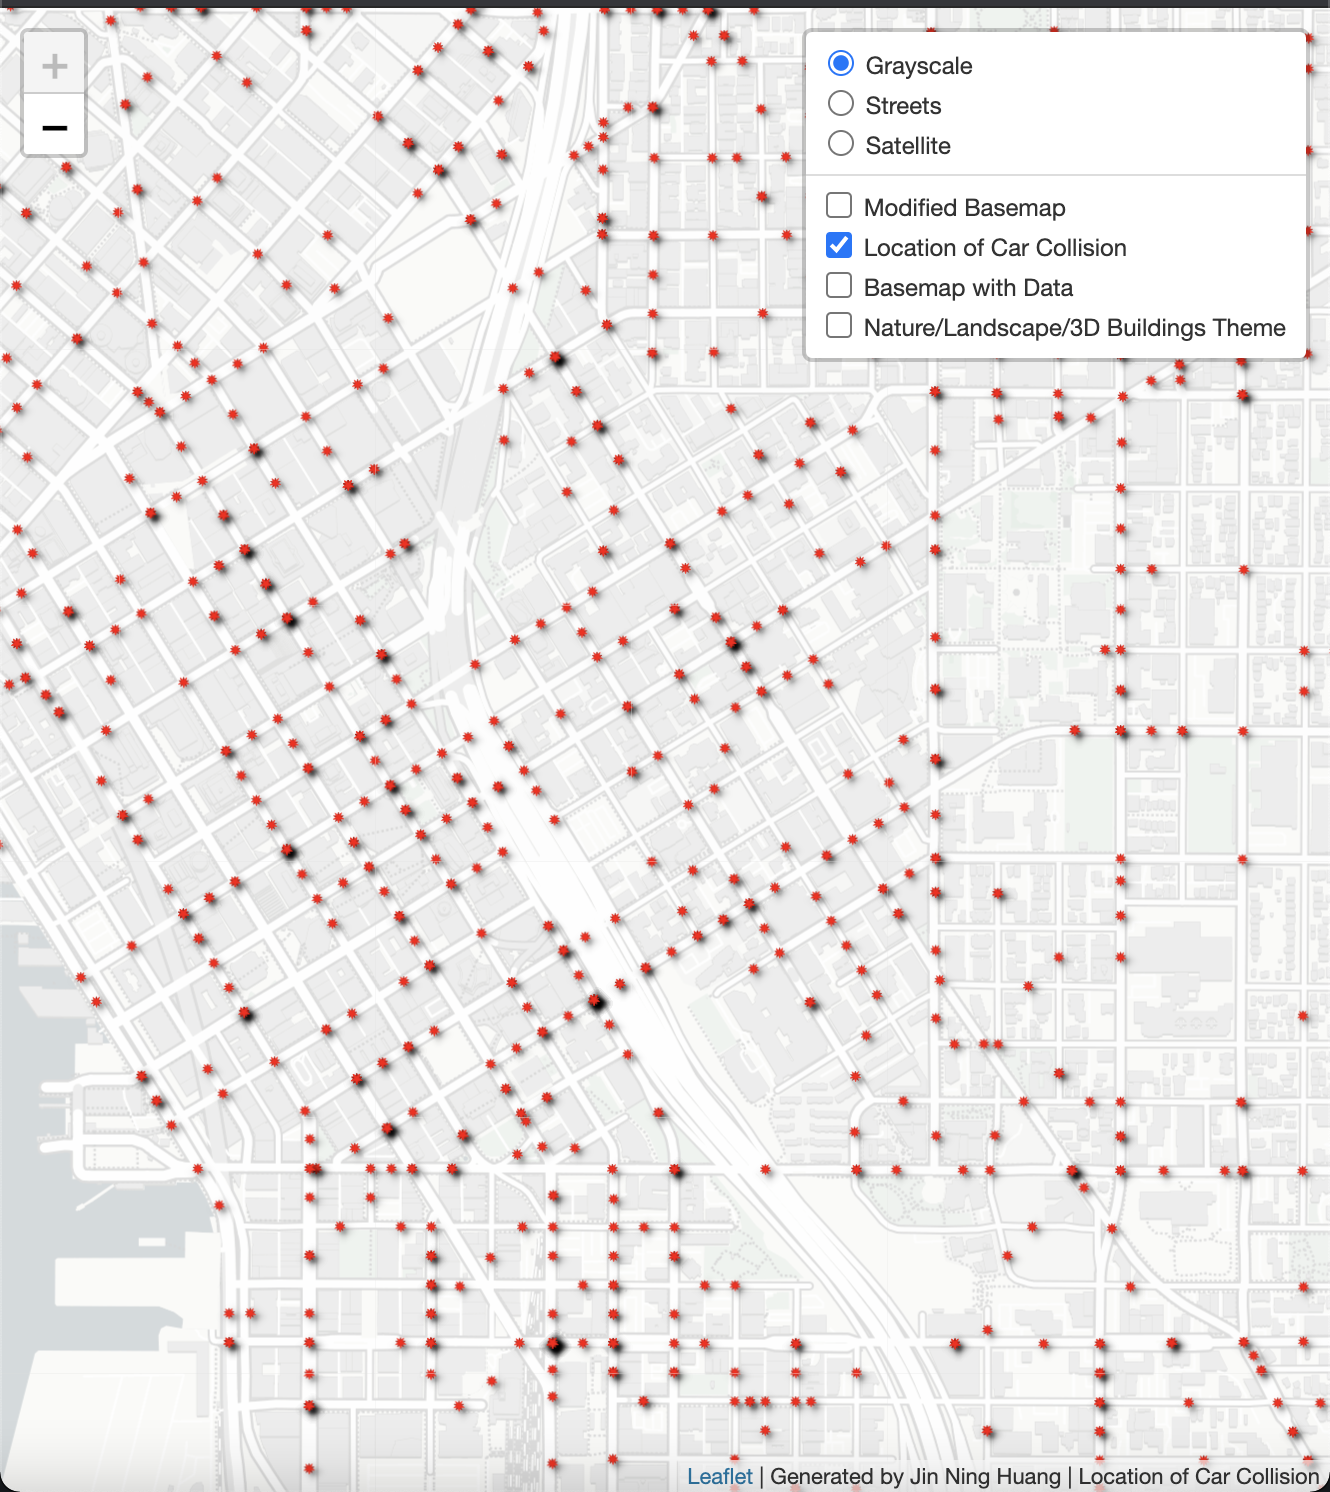 +
−
Grayscale
Streets
Satellite
Modified Basemap
Location of Car Collision
Basemap with Data
Nature/Landscape/3D Buildings Theme
Leaflet | Generated by Jin Ning Huang | Location of Car Collision